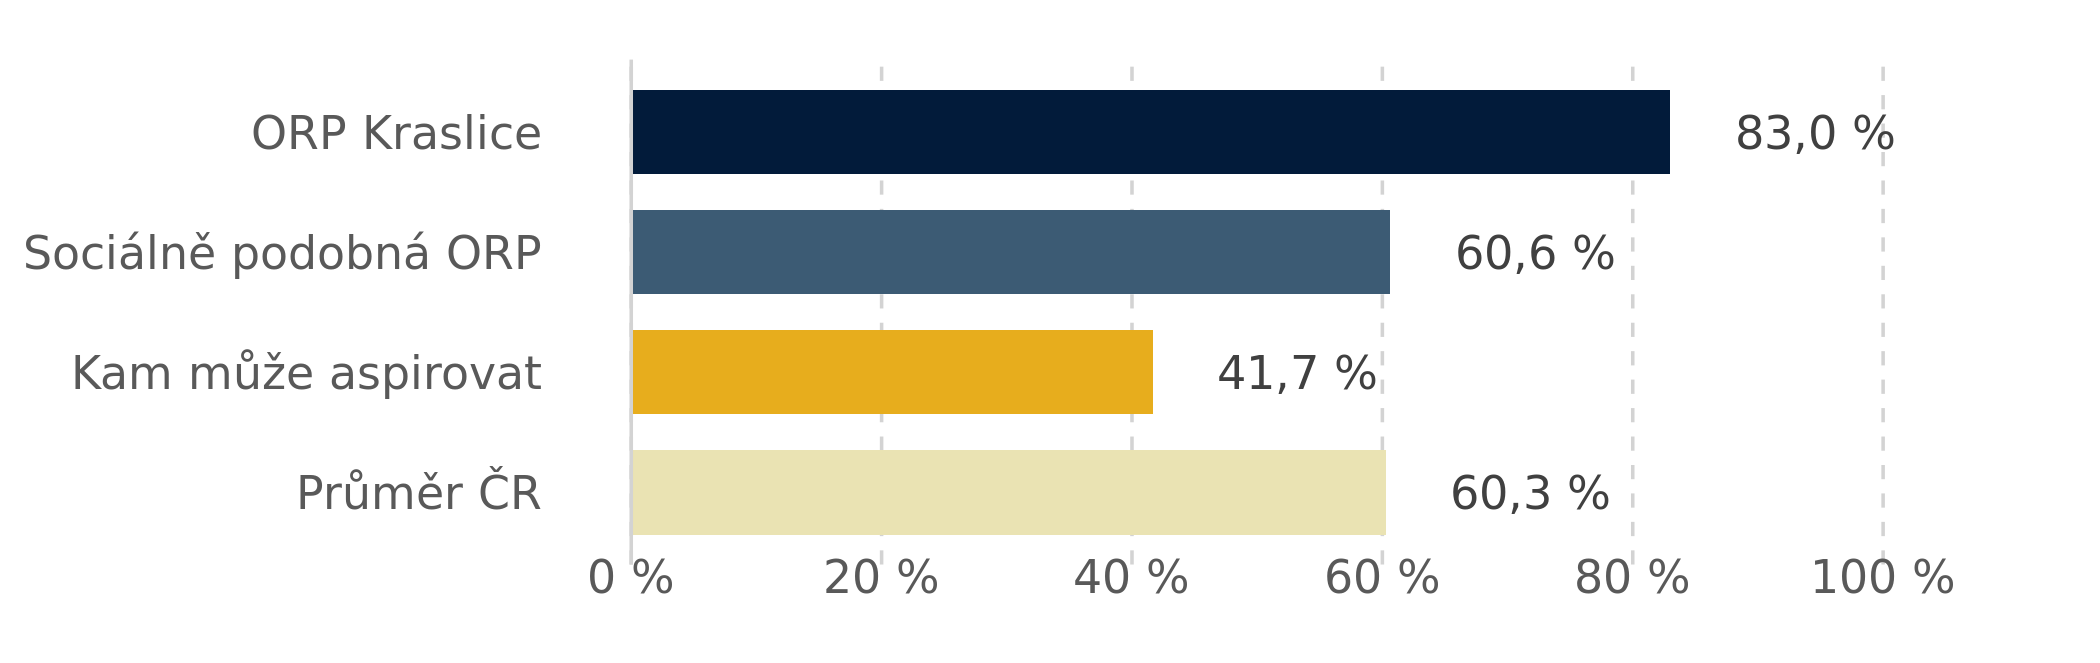 ORP Kraslice 83,0 %
Sociálně podobná ORP 60,6 %
Kam může aspirovat 41,7 %
Průměr ČR 60,3 %
0 % 20 % 40 % 60 % 80 % 100 %